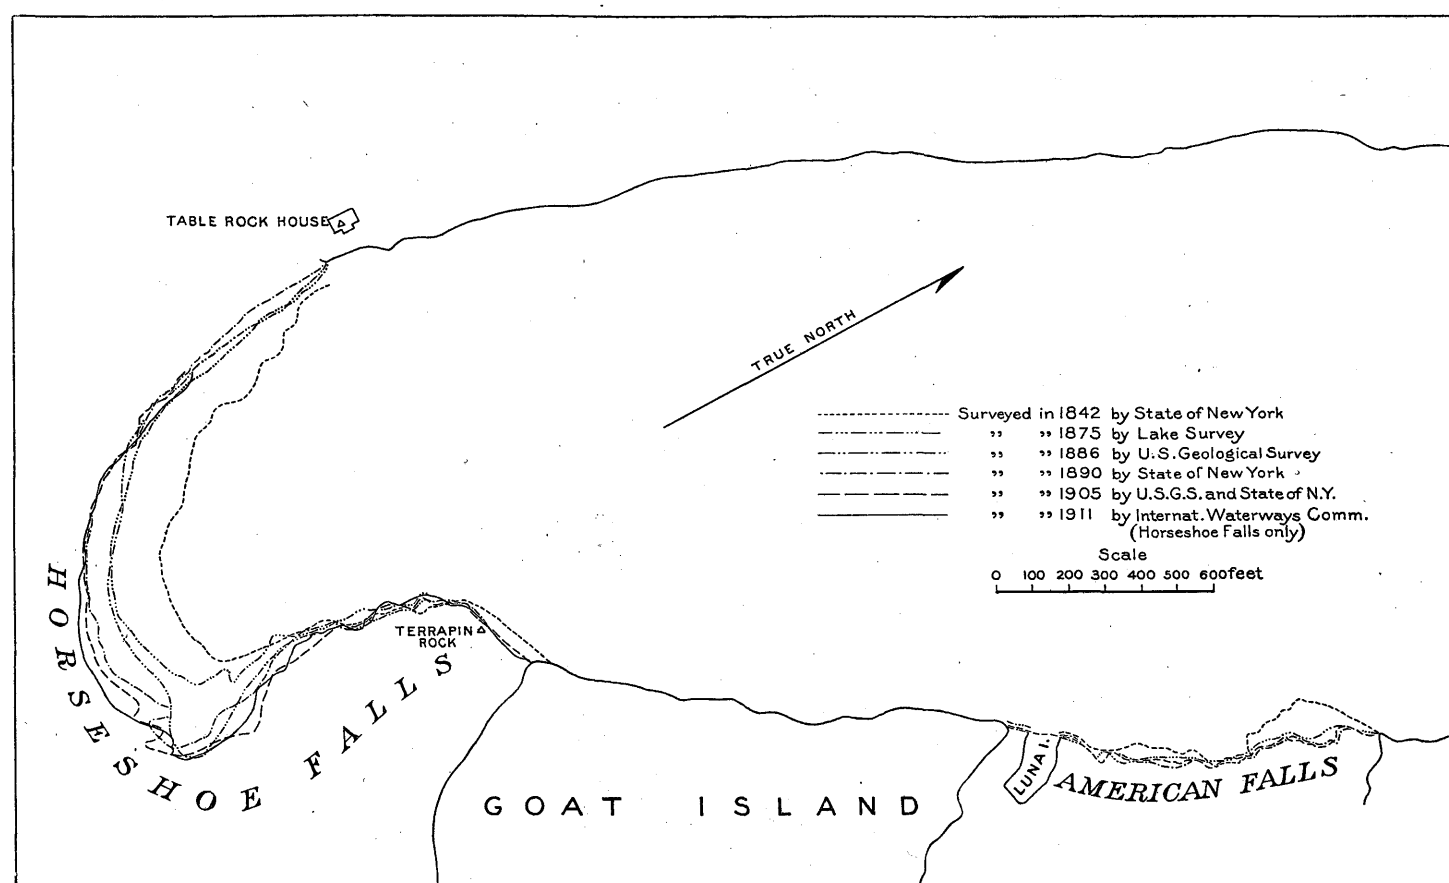 TABLE ROCK HOUSE
TRUE NORTH
Surveyed in 1842 by State of New York
" " 1875 by Lake Survey
" " 1886 by U.S. Geological Survey
" " 1890 by State of New York
" " 1905 by U.S.G.S. and State of N.Y.
" " 1911 by Internat. Waterways Comm.
(Horseshoe Falls only)
Scale
0 100 200 300 400 500 600 feet
TERRAPIN
ROCK
HORSESHOE FALLS
GOAT ISLAND
LUNA I.
AMERICAN FALLS